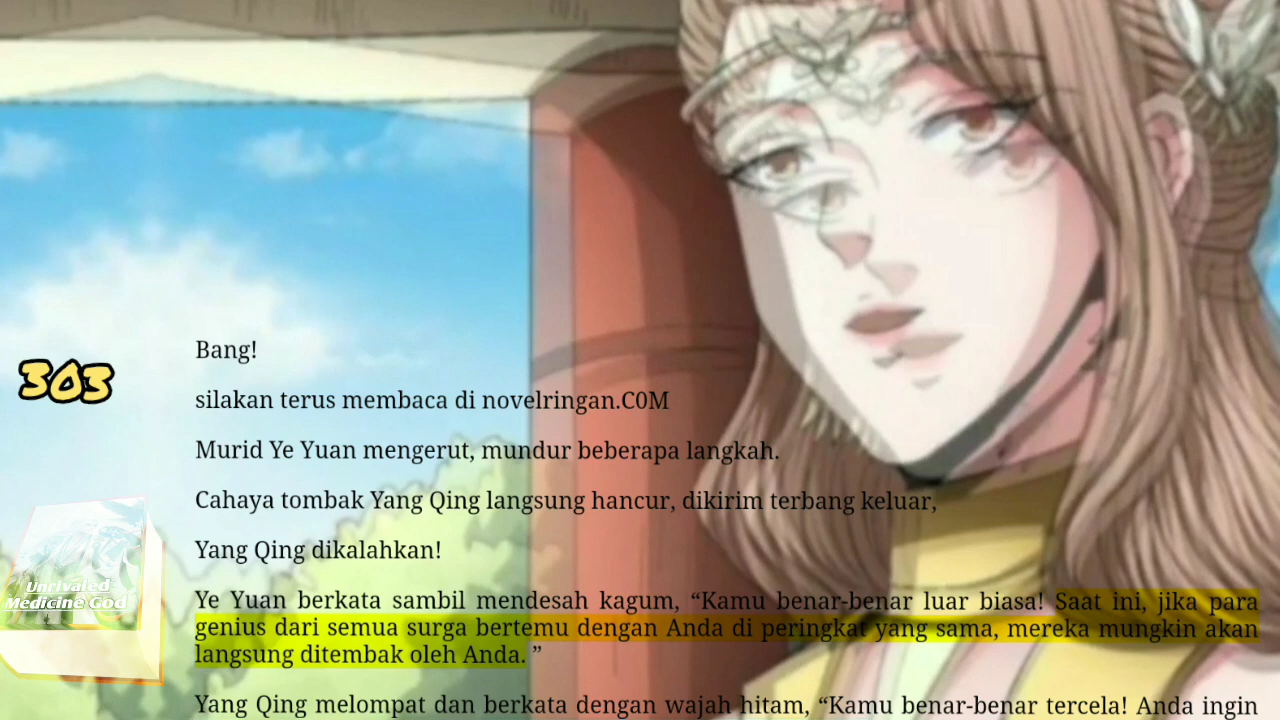 Bang!
silakan terus membaca di novelringan.C0M
303
Murid Ye Yuan mengerut, mundur beberapa langkah.
Cahaya tombak Yang Qing langsung hancur, dikirim terbang keluar,
Yang Qing dikalahkan!
Unrivaled
Medicine God
Ye Yuan berkata sambil mendesah kagum, “Kamu benar-benar luar biasa! Saat ini, jika para
genius dari semua surga bertemu dengan Anda di peringkat yang sama, mereka mungkin akan
langsung ditembak oleh Anda. ”
Yang Qing melompat dan berkata dengan wajah hitam, “Kamu benar-benar tercela! Anda ingin